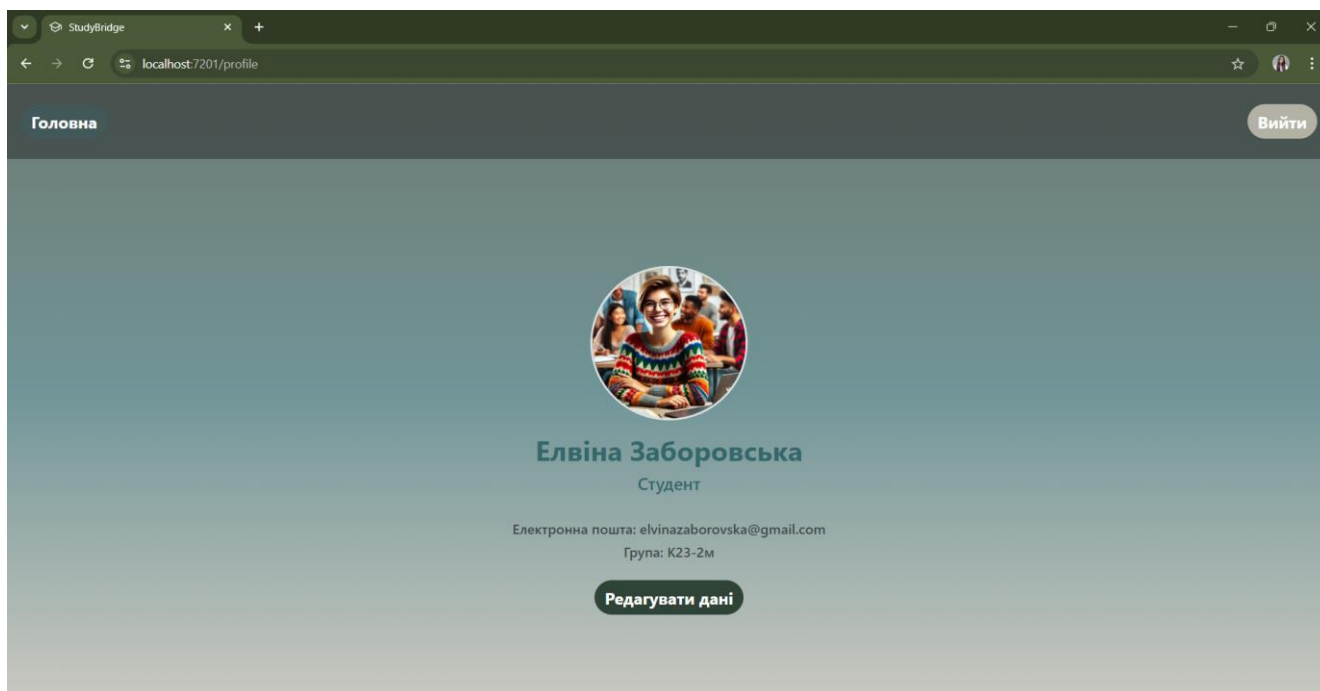 StudyBridge
localhost:7201/profile
Головна
Вийти
Елвіна Заборовська
Студент
Електронна пошта: elvinazaborovska@gmail.com
Група: К23-2м
Редагувати дані